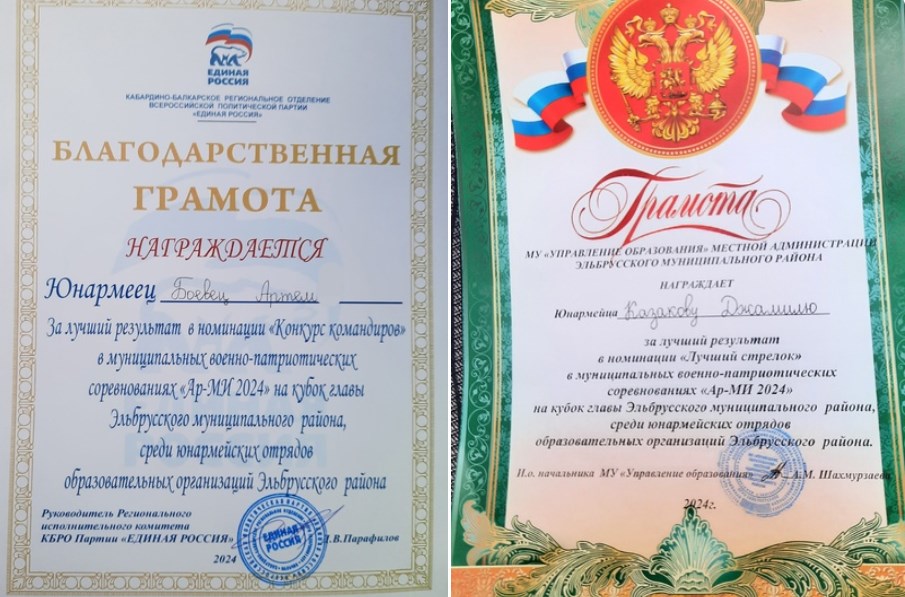 ЕДИНАЯ
РОССИЯ
КАБАРДИНО-БАЛКАРСКОЕ РЕГИОНАЛЬНОЕ ОТДЕЛЕНИЕ
ВСЕРОССИЙСКОЙ ПОЛИТИЧЕСКОЙ ПАРТИИ
«ЕДИНАЯ РОССИЯ»
БЛАГОДАРСТВЕННАЯ
ГРАМОТА
НАГРАЖДАЕТСЯ
Юнармеец Боевец Артем
За лучший результат в номинации «Конкурс командиров»
в муниципальных военно-патриотических
соревнованиях «Ар-МИ 2024» на кубок главы
Эльбрусского муниципального района,
среди юнармейских отрядов
образовательных организаций Эльбрусского района
Руководитель Регионального
исполнительного комитета
КБРО Партии «ЕДИНАЯ РОССИЯ» Д.В.Парафилов
2024
ЕДИНАЯ
РОССИЯ
Грамота
МУ «УПРАВЛЕНИЕ ОБРАЗОВАНИЯ» МЕСТНОЙ АДМИНИСТРАЦИИ
ЭЛЬБРУССКОГО МУНИЦИПАЛЬНОГО РАЙОНА
НАГРАЖДАЕТ
Юнармейца Казакову Джамилю
за лучший результат
в номинации «Лучший стрелок»
в муниципальных военно-патриотических
соревнованиях «Ар-МИ 2024»
на кубок главы Эльбрусского муниципального района,
среди юнармейских отрядов
образовательных организаций Эльбрусского района.
И.о. начальника МУ «Управление образования» А.М. Шахмурзаева
2024г.